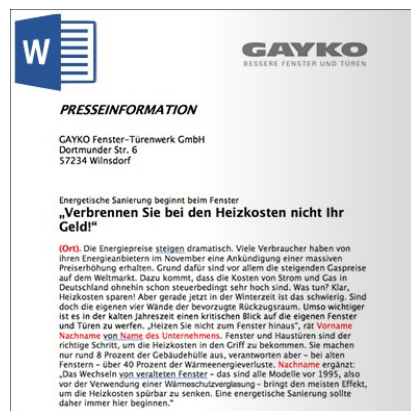 W
GAYKO
BESSERE FENSTER UND TÜREN
PRESSEINFORMATION
GAYKO Fenster-Türenwerk GmbH
Dortmunder Str. 6
57234 Wilnsdorf
Energetische Sanierung beginnt beim Fenster
„Verbrennen Sie bei den Heizkosten nicht Ihr
Geld!“
(Ort). Die Energiepreise steigen dramatisch. Viele Verbraucher haben von
ihren Energieanbietern im November eine Ankündigung einer massiven
Preiserhöhung erhalten. Grund dafür sind vor allem die steigenden Gaspreise
auf dem Weltmarkt. Dazu kommt, dass die Kosten von Strom und Gas in
Deutschland ohnehin schon steuerbedingt sehr hoch sind. Was tun? Klar,
Heizkosten sparen! Aber gerade jetzt in der Winterzeit ist das schwierig. Sind
doch die eigenen vier Wände der bevorzugte Rückzugsraum. Umso wichtiger
ist es in der kalten Jahreszeit einen kritischen Blick auf die eigenen Fenster
und Türen zu werfen. „Heizen Sie nicht zum Fenster hinaus“, rät Vorname
Nachname von Name des Unternehmens. Fenster und Haustüren sind der
richtige Schritt, um die Heizkosten in den Griff zu bekommen. Sie machen
nur rund 8 Prozent der Gebäudehülle aus, verantworten aber – bei alten
Fenstern – über 40 Prozent der Wärmeenergieverluste. Nachname ergänzt:
„Das Wechseln von veralteten Fenster – das sind alle Modelle vor 1995, also
vor der Verwendung einer Wärmeschutzverglasung – bringt den meisten Effekt,
um die Heizkosten spürbar zu senken. Eine energetische Sanierung sollte
daher immer hier beginnen.“